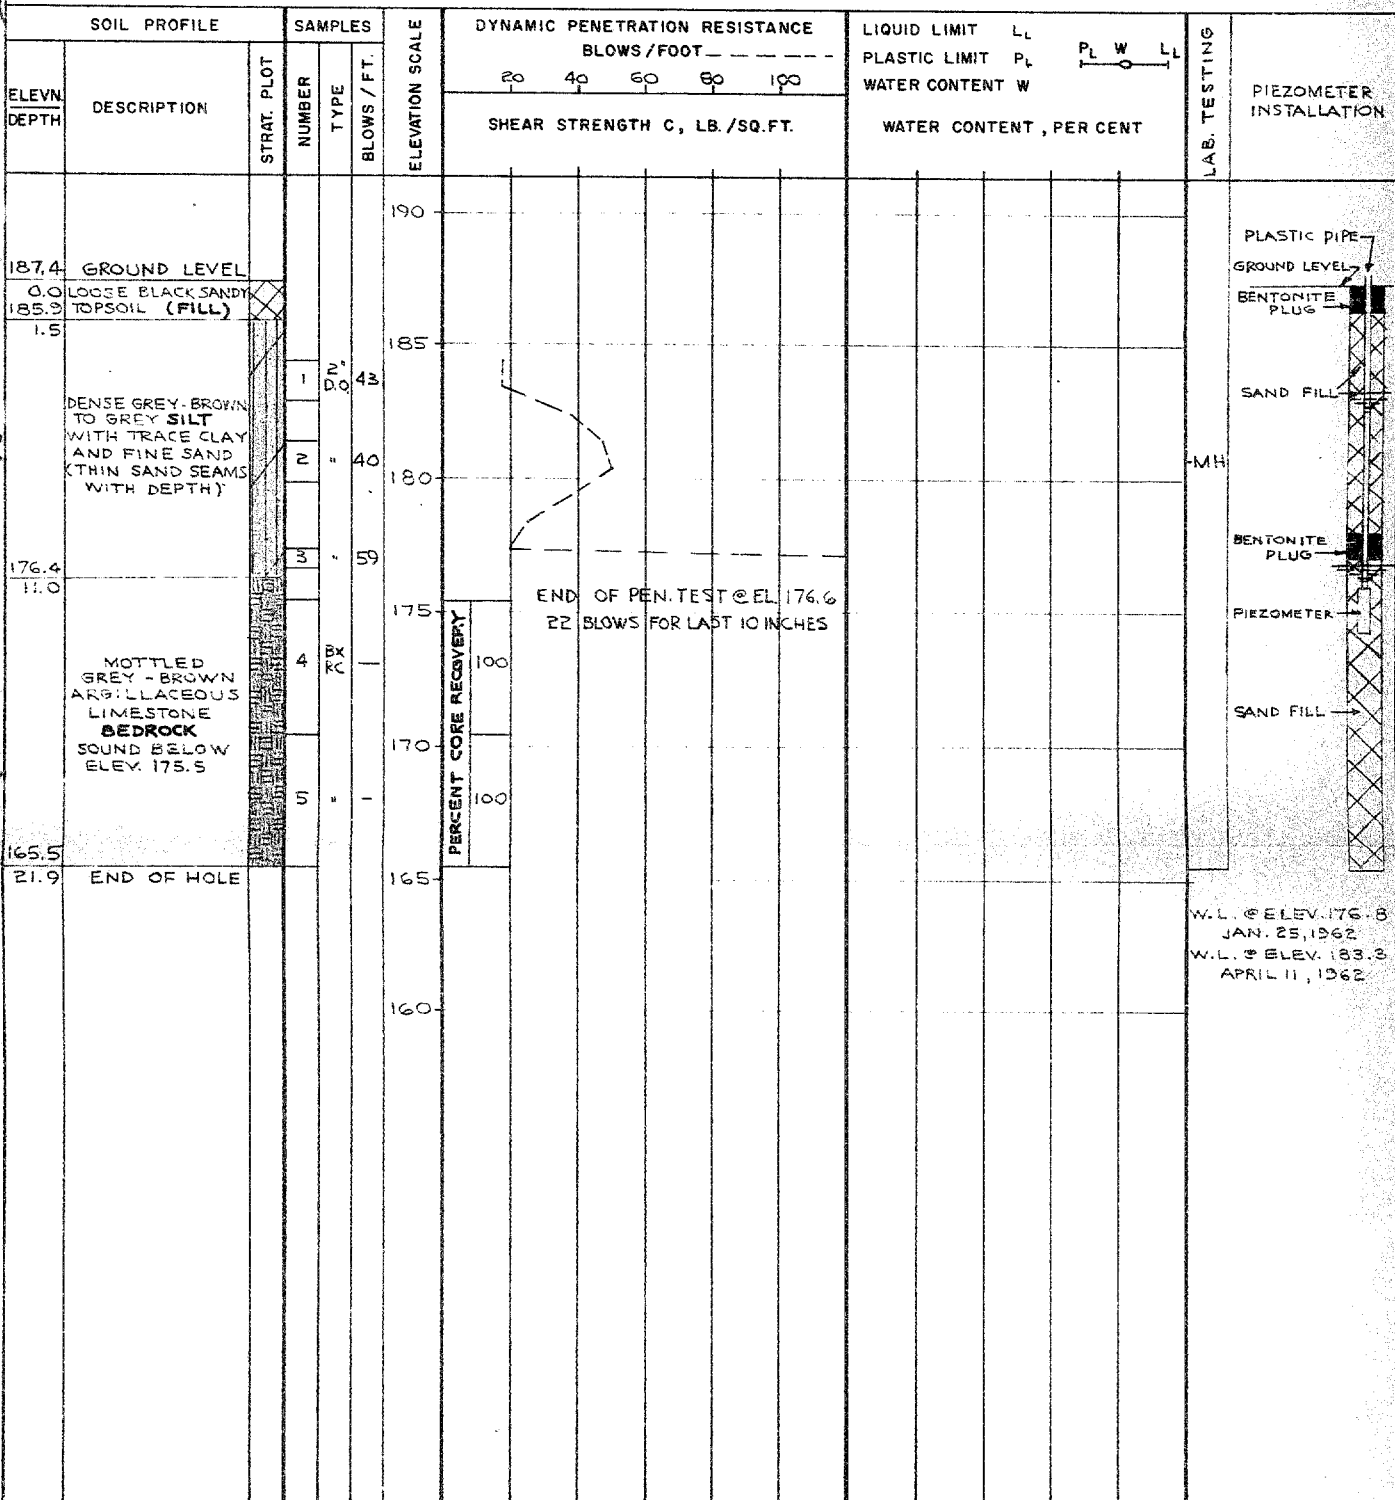 SOIL PROFILE
SAMPLES
ELEVATION SCALE
DYNAMIC PENETRATION RESISTANCE
BLOWS/FOOT
20 40 60 80 100
SHEAR STRENGTH C, LB./SQ.FT.
LIQUID LIMIT LL
PLASTIC LIMIT PL
WATER CONTENT W
PL W LL
WATER CONTENT, PER CENT
LAB. TESTING
PIEZOMETER
INSTALLATION
ELEVN.
DEPTH
DESCRIPTION
STRAT. PLOT
NUMBER
TYPE
BLOWS / FT.
190
187.4 GROUND LEVEL
0.0 LOOSE BLACK SANDY
185.9 TOPSOIL (FILL)
1.5
185
1 2" D.O. 43
DENSE GREY-BROWN
TO GREY SILT
WITH TRACE CLAY
AND FINE SAND
(THIN SAND SEAMS
WITH DEPTH)
2 " 40
180
-MH
3 " 59
176.4
11.0
END OF PEN. TEST @ EL. 176.6
22 BLOWS FOR LAST 10 INCHES
175
PERCENT CORE RECOVERY
4 BX RC — 100
MOTTLED
GREY-BROWN
ARGILLACEOUS
LIMESTONE
BEDROCK
SOUND BELOW
ELEV. 175.5
170
5 " - 100
165.5
21.9 END OF HOLE
165
160
PLASTIC PIPE
GROUND LEVEL
BENTONITE
PLUG
SAND FILL
BENTONITE
PLUG
PIEZOMETER
SAND FILL
W.L. @ ELEV. 176.8
JAN. 25, 1962
W.L. @ ELEV. 183.3
APRIL 11, 1962